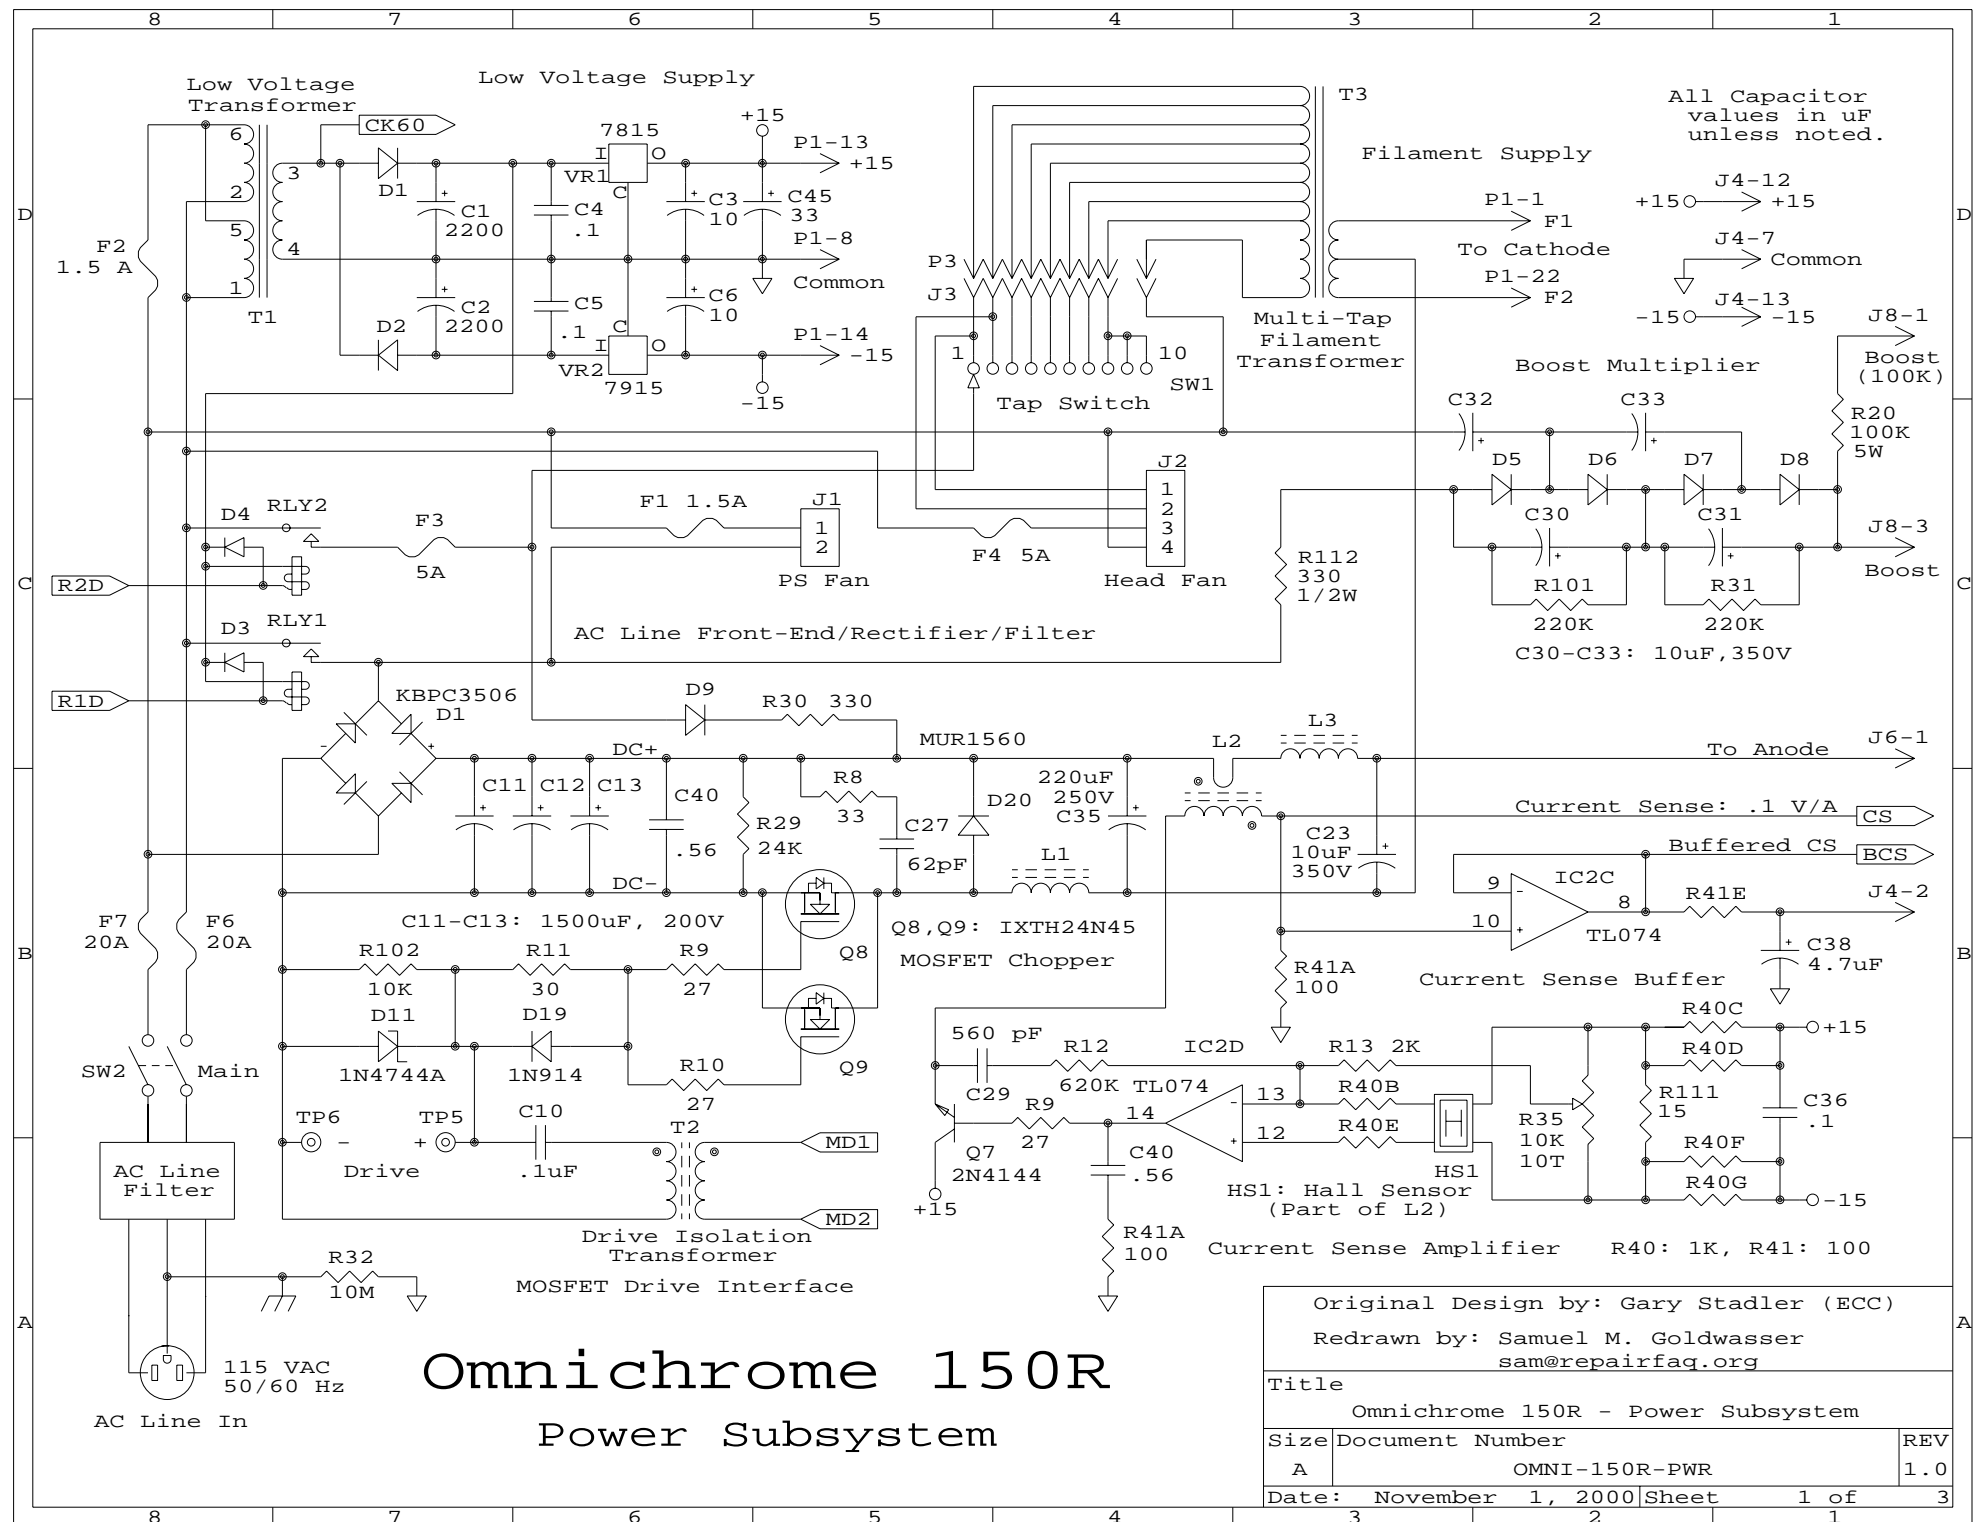 8 7 6 5 4 3 2 1
Low Voltage
Transformer
Low Voltage Supply
CK60
6
2
5
1
3
4
T1
F2
1.5 A
D1
D2
C1
2200
C2
2200
C4
.1
C5
.1
7815
I O
VR1
C
C
I O
VR2
7915
C3
10
C45
33
C6
10
+15
P1-13
+15
P1-8
Common
P1-14
-15
-15
T3
Filament Supply
P3
J3
1 10
SW1
Tap Switch
Multi-Tap
Filament
Transformer
P1-1
F1
To Cathode
P1-22
F2
All Capacitor
values in uF
unless noted.
J4-12
+15 +15
J4-7
Common
J4-13
-15 -15
J8-1
Boost
(100K)
Boost Multiplier
C32
C33
R20
100K
5W
D5 D6 D7 D8
C30
C31
J8-3
Boost
R101
220K
R31
220K
C30-C33: 10uF,350V
D4
RLY2
F3
5A
R2D
D3
RLY1
R1D
F1 1.5A
J1
1
2
PS Fan
F4 5A
J2
1
2
3
4
Head Fan
R112
330
1/2W
AC Line Front-End/Rectifier/Filter
KBPC3506
D1
-
+
D9
R30 330
DC+
MUR1560
L2
L3
To Anode
J6-1
C11 C12 C13
C40
.56
R29
24K
R8
33
C27
62pF
D20
220uF
250V
C35
L1
C23
10uF
350V
DC-
C11-C13: 1500uF, 200V
Current Sense: .1 V/A
CS
Buffered CS
BCS
9
10
-
+
IC2C
8
TL074
R41E
J4-2
C38
4.7uF
Current Sense Buffer
F7
20A
F6
20A
R102
10K
R11
30
R9
27
Q8
Q8,Q9: IXTH24N45
MOSFET Chopper
R41A
100
D11
1N4744A
D19
1N914
R10
27
Q9
SW2 Main
TP6
-
TP5
+
Drive
C10
.1uF
T2
MD1
MD2
Drive Isolation
Transformer
MOSFET Drive Interface
560 pF
C29
R12
620K
IC2D
TL074
14
13
12
-
+
R13 2K
R40B
R40E
H
HS1
R9
27
Q7
2N4144
+15
C40
.56
R41A
100
HS1: Hall Sensor
(Part of L2)
R35
10K
10T
R111
15
R40C
R40D
R40F
R40G
+15
-15
C36
.1
Current Sense Amplifier
R40: 1K, R41: 100
AC Line
Filter
R32
10M
115 VAC
50/60 Hz
AC Line In
Omnichrome 150R
Power Subsystem
Original Design by: Gary Stadler (ECC)
Redrawn by: Samuel M. Goldwasser
sam@repairfaq.org
Title
Omnichrome 150R - Power Subsystem
Size Document Number REV
A OMNI-150R-PWR 1.0
Date: November 1, 2000 Sheet 1 of 3
D D
C C
B B
A A
8 7 6 5 4 3 2 1